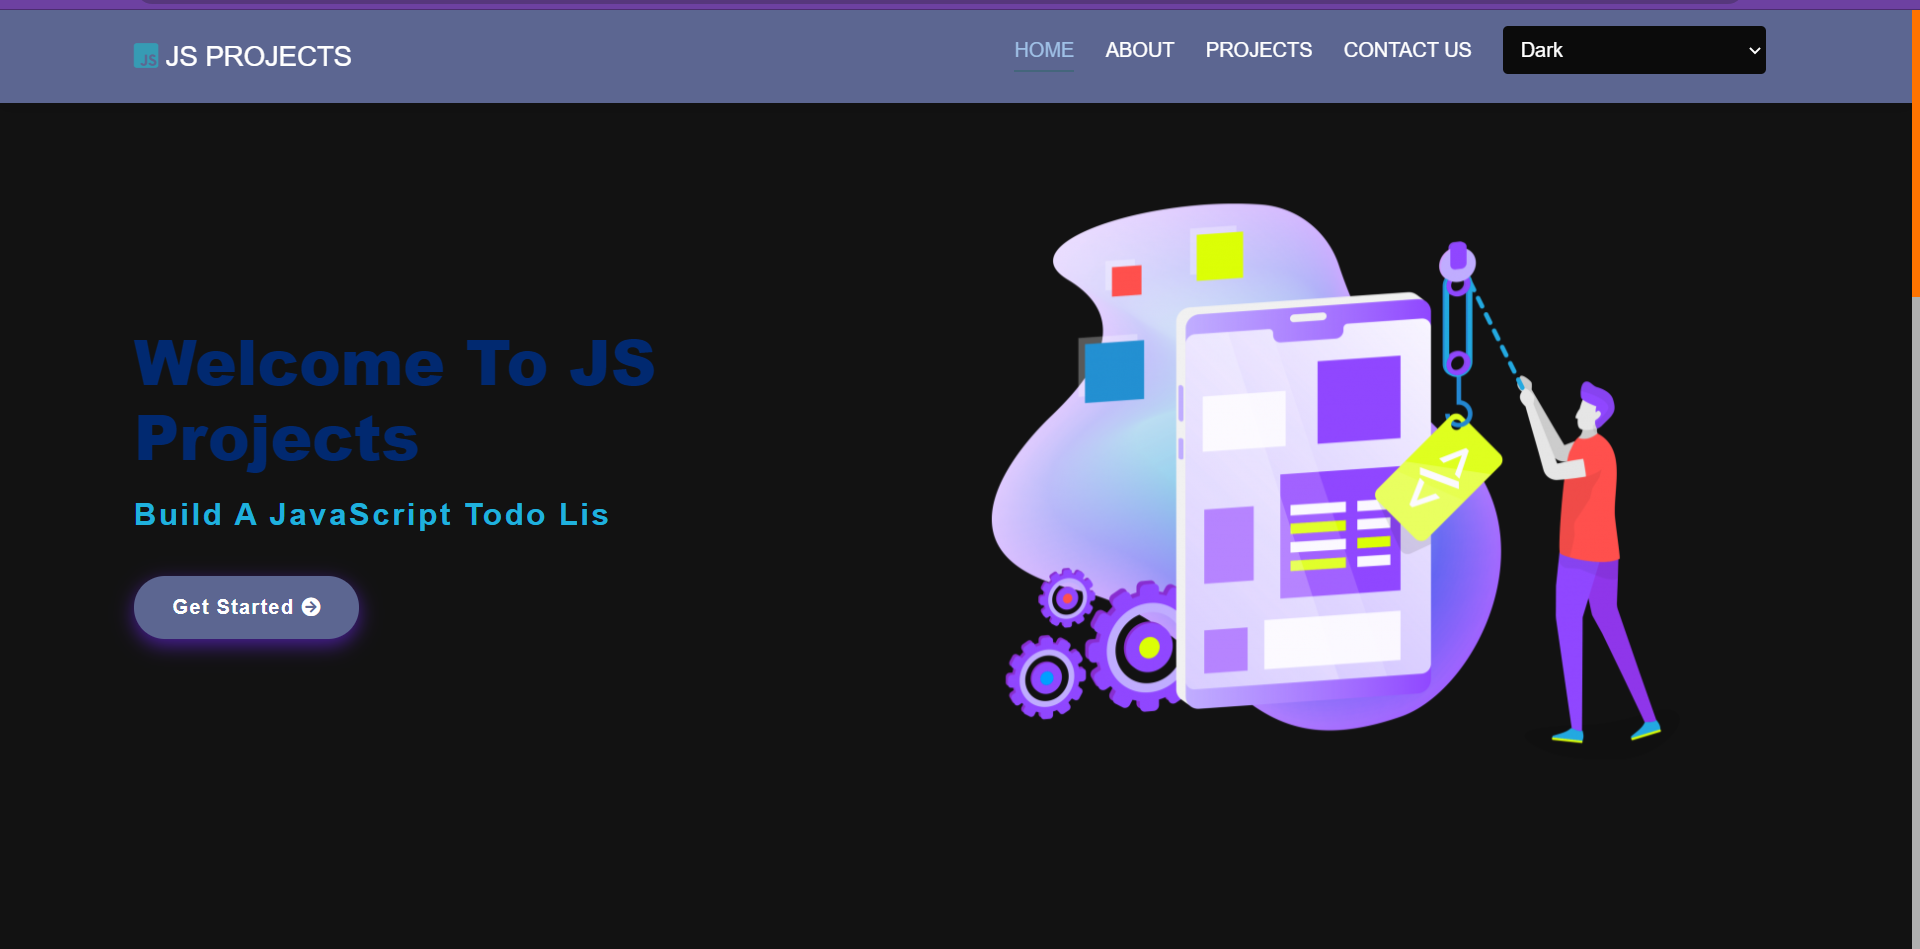 JS
JS PROJECTS
HOME
ABOUT
PROJECTS
CONTACT US
Dark
Welcome To JS
Projects
Build A JavaScript Todo Lis
Get Started
</>